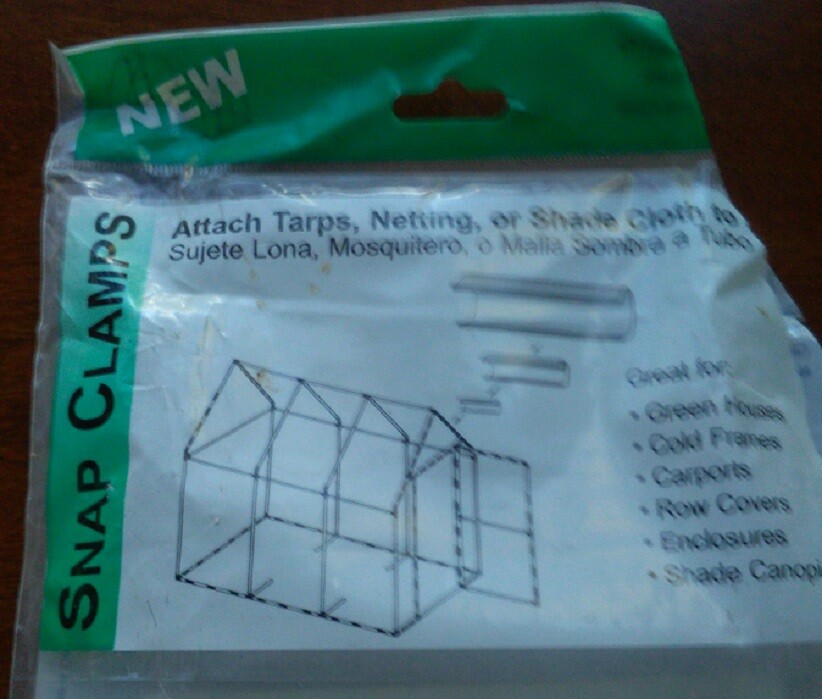 NEW
SNAP CLAMPS
Attach Tarps, Netting, or Shade Cloth to
Sujete Lona, Mosquitero, o Malla Sombra a Tubo
Great for:
• Green Houses
• Cold Frames
• Carports
• Row Covers
• Enclosures
• Shade Canopi